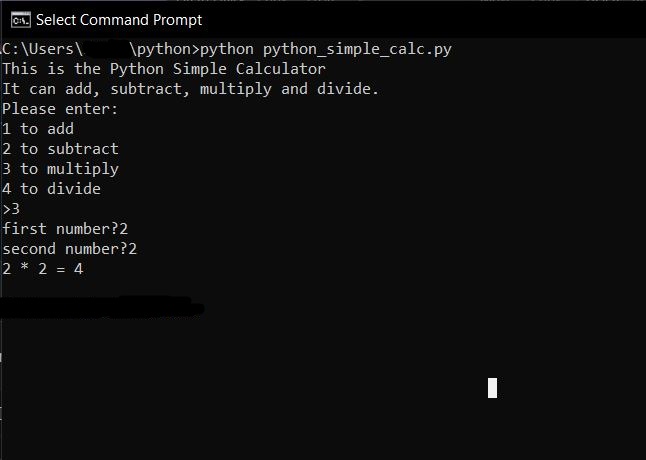 Select Command Prompt
C:\Users\ \python>python python_simple_calc.py
This is the Python Simple Calculator
It can add, subtract, multiply and divide.
Please enter:
1 to add
2 to subtract
3 to multiply
4 to divide
>3
first number?2
second number?2
2 * 2 = 4